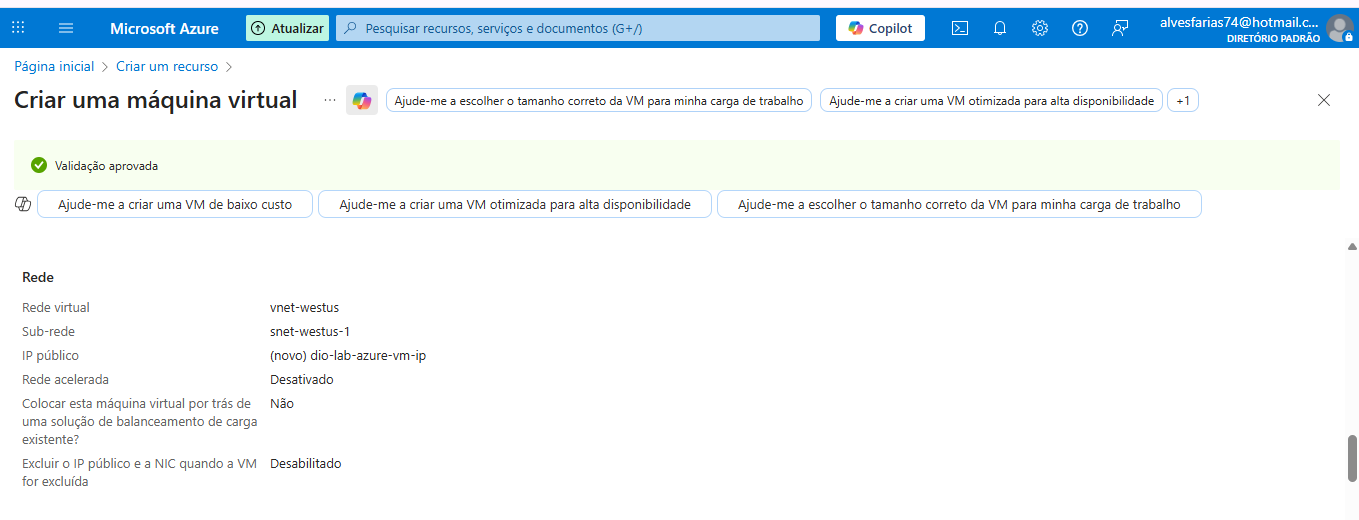 Microsoft Azure
Atualizar
Pesquisar recursos, serviços e documentos (G+/)
Copilot
alvesfarias74@hotmail.c...
DIRETÓRIO PADRÃO
Página inicial > Criar um recurso >
Criar uma máquina virtual
...
Ajude-me a escolher o tamanho correto da VM para minha carga de trabalho
Ajude-me a criar uma VM otimizada para alta disponibilidade
+1
Validação aprovada
Ajude-me a criar uma VM de baixo custo
Ajude-me a criar uma VM otimizada para alta disponibilidade
Ajude-me a escolher o tamanho correto da VM para minha carga de trabalho
Rede
Rede virtual vnet-westus
Sub-rede snet-westus-1
IP público (novo) dio-lab-azure-vm-ip
Rede acelerada Desativado
Colocar esta máquina virtual por trás de Não
uma solução de balanceamento de carga
existente?
Excluir o IP público e a NIC quando a VM Desabilitado
for excluída